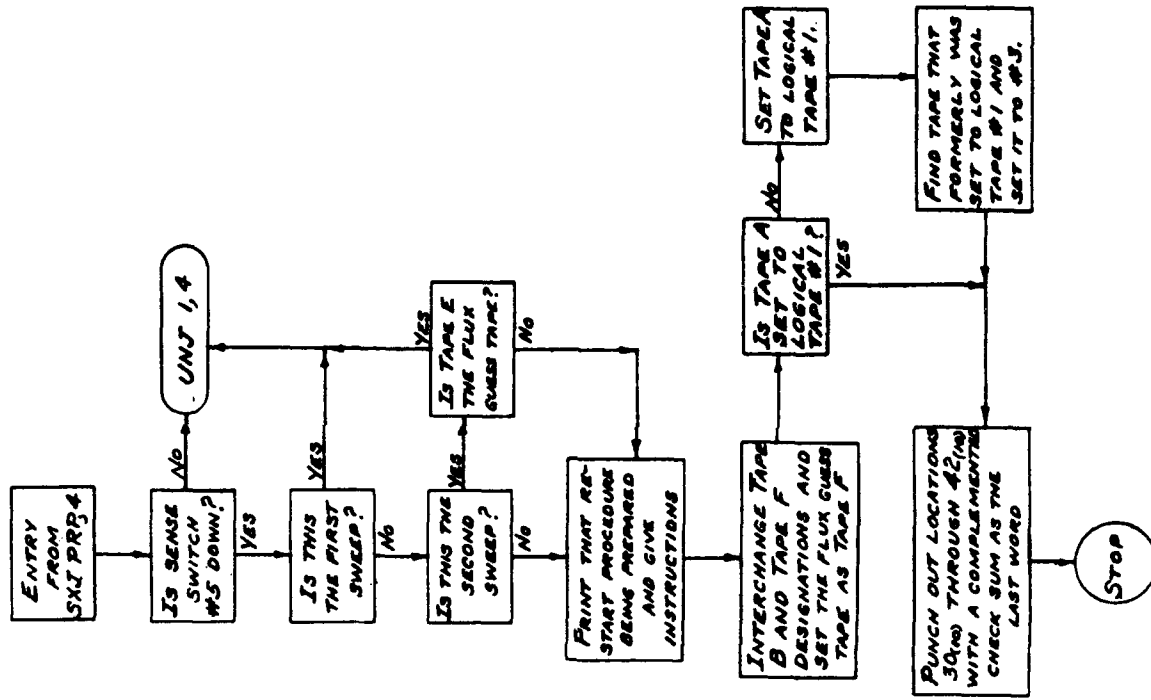 ENTRY
FROM
SXJ PRP,4
IS SENSE
SWITCH
#5 DOWN?
NO
UNJ 1,4
YES
IS THIS
THE FIRST
SWEEP?
YES
NO
IS THIS THE
SECOND
SWEEP?
YES
IS TAPE E
THE FLUX
GUESS TAPE?
YES
NO
NO
PRINT THAT RE-
START PROCEDURE
BEING PREPARED
AND GIVE
INSTRUCTIONS
INTERCHANGE TAPE
B AND TAPE F
DESIGNATIONS AND
SET THE FLUX GUESS
TAPE AS TAPE F
IS TAPE A
SET TO
LOGICAL
TAPE #1?
NO
SET TAPE A
TO LOGICAL
TAPE #1.
YES
FIND TAPE THAT
FORMERLY WAS
SET TO LOGICAL
TAPE #1 AND
SET IT TO #3.
PUNCH OUT LOCATIONS
30(10) THROUGH 42(10)
WITH A COMPLEMENTED
CHECK SUM AS THE
LAST WORD
STOP